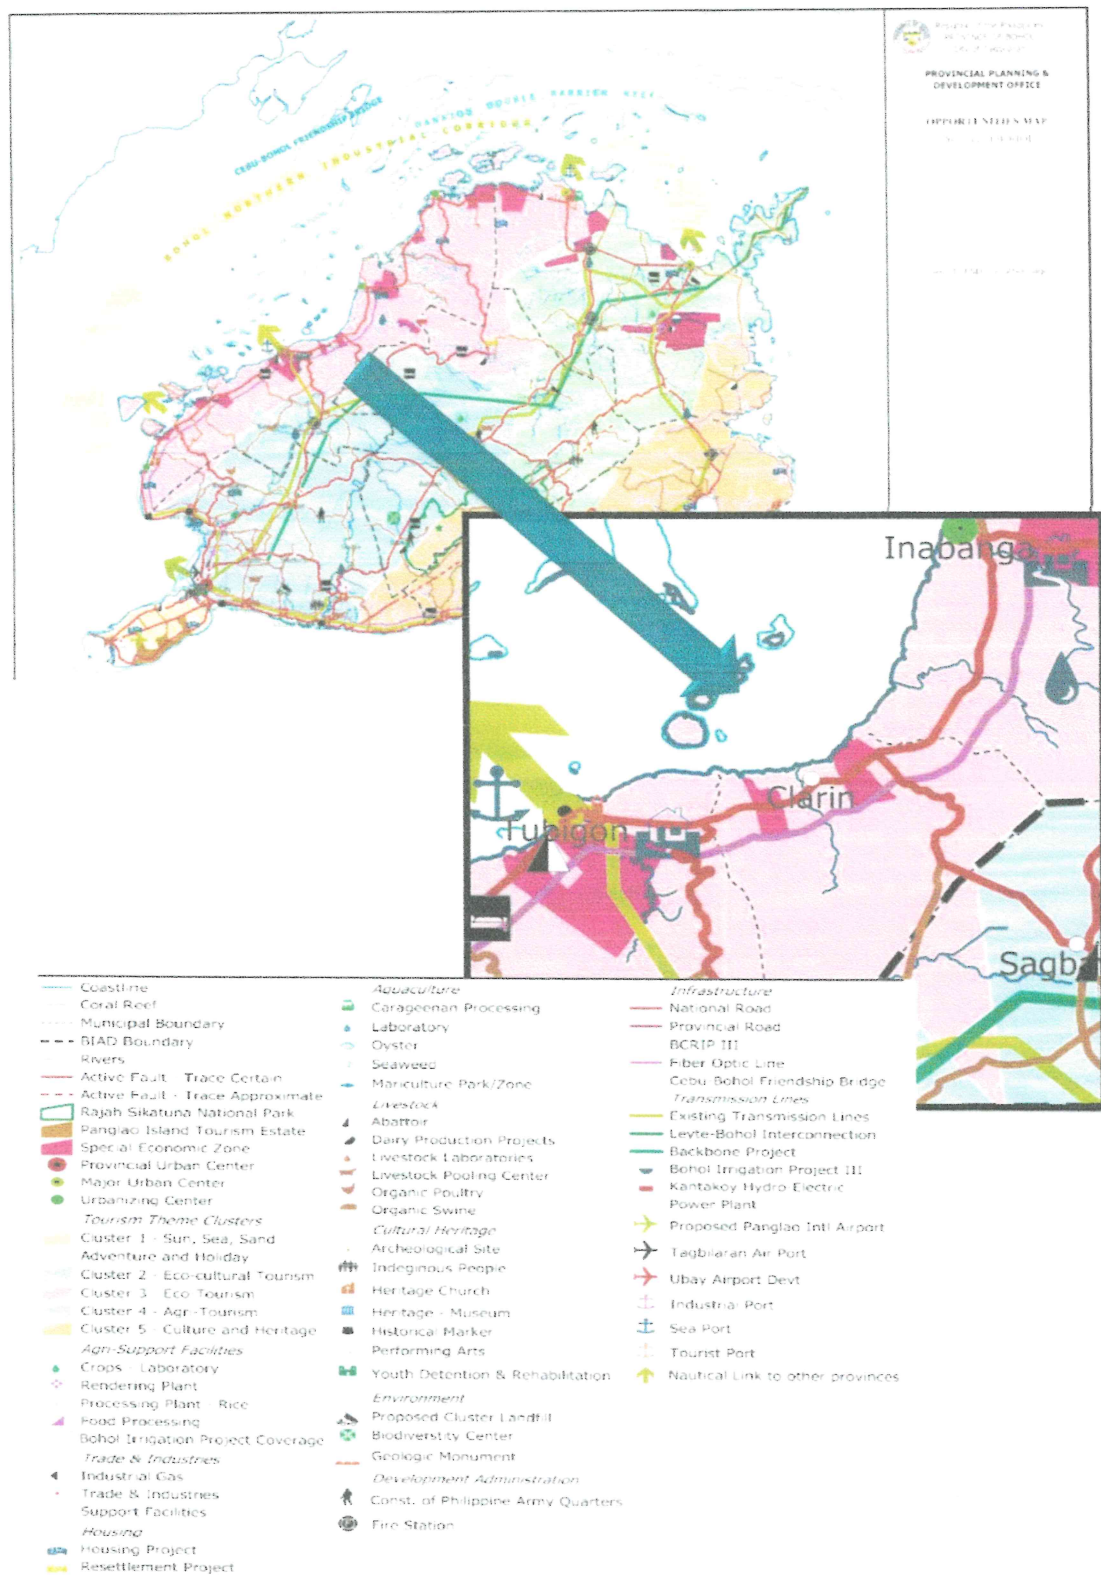 PROVINCIAL PLANNING &
DEVELOPMENT OFFICE
OPPORTUNITIES MAP
CEBU-BOHOL FRIENDSHIP BRIDGE
DANAJON DOUBLE BARRIER REEF
BOHOL NORTHERN INDUSTRIAL CORRIDOR
Inabanga
Clarin
Tubigon
Sagba
Coastline
Coral Reef
Municipal Boundary
BIAD Boundary
Rivers
Active Fault - Trace Certain
Active Fault - Trace Approximate
Rajah Sikatuna National Park
Panglao Island Tourism Estate
Special Economic Zone
Provincial Urban Center
Major Urban Center
Urbanizing Center
Tourism Theme Clusters
Cluster 1 - Sun, Sea, Sand
Adventure and Holiday
Cluster 2 - Eco-cultural Tourism
Cluster 3 - Eco Tourism
Cluster 4 - Agri-Tourism
Cluster 5 - Culture and Heritage
Agri-Support Facilities
Crops - Laboratory
Rendering Plant
Processing Plant - Rice
Food Processing
Bohol Irrigation Project Coverage
Trade & Industries
Industrial Gas
Trade & Industries
Support Facilities
Housing
Housing Project
Resettlement Project
Aquaculture
Carageenan Processing
Laboratory
Oyster
Seaweed
Mariculture Park/Zone
Livestock
Abattoir
Dairy Production Projects
Livestock Laboratories
Livestock Pooling Center
Organic Poultry
Organic Swine
Cultural Heritage
Archeological Site
Indeginous People
Heritage Church
Heritage - Museum
Historical Marker
Performing Arts
Youth Detention & Rehabilitation
Environment
Proposed Cluster Landfill
Biodiverstity Center
Geologic Monument
Development Administration
Const. of Philippine Army Quarters
Fire Station
Infrastructure
National Road
Provincial Road
BCRIP III
Fiber Optic Line
Cebu Bohol Friendship Bridge
Transmission Lines
Existing Transmission Lines
Leyte-Bohol Interconnection
Backbone Project
Bohol Irrigation Project III
Kantakoy Hydro Electric
Power Plant
Proposed Panglao Intl Airport
Tagbilaran Air Port
Ubay Airport Devt
Industrial Port
Sea Port
Tourist Port
Nautical Link to other provinces